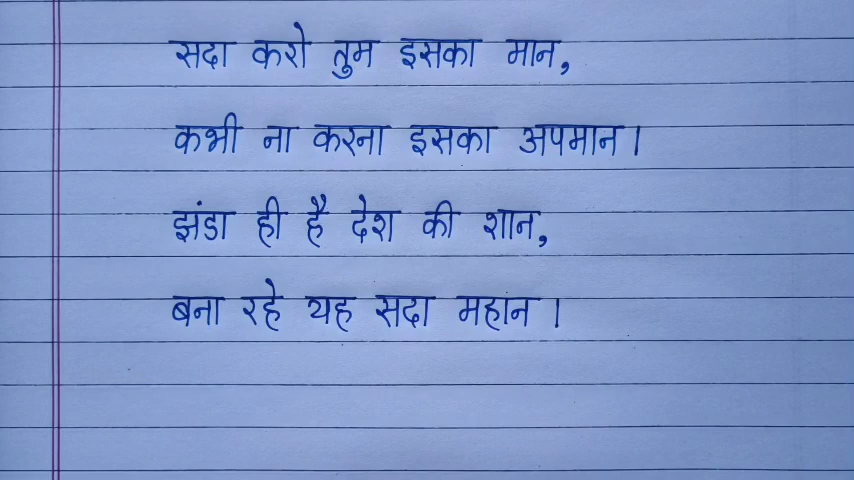 सदा करो तुम इसका मान,
कभी ना करना इसका अपमान।
झंडा ही है देश की शान,
बना रहे यह सदा महान।